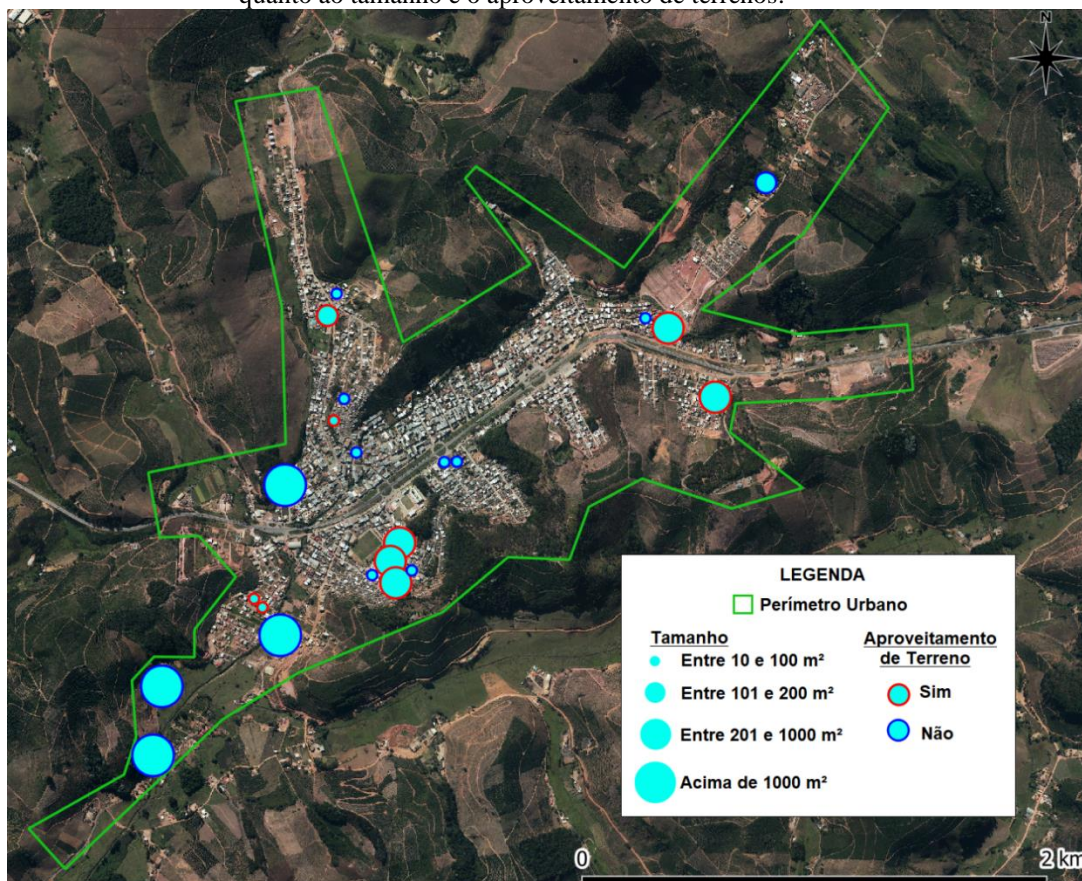 quanto ao tamanho e o aproveitamento de terrenos.
N
LEGENDA
Perímetro Urbano
Tamanho
Entre 10 e 100 m²
Entre 101 e 200 m²
Entre 201 e 1000 m²
Acima de 1000 m²
Aproveitamento
de Terreno
Sim
Não
0
2 km